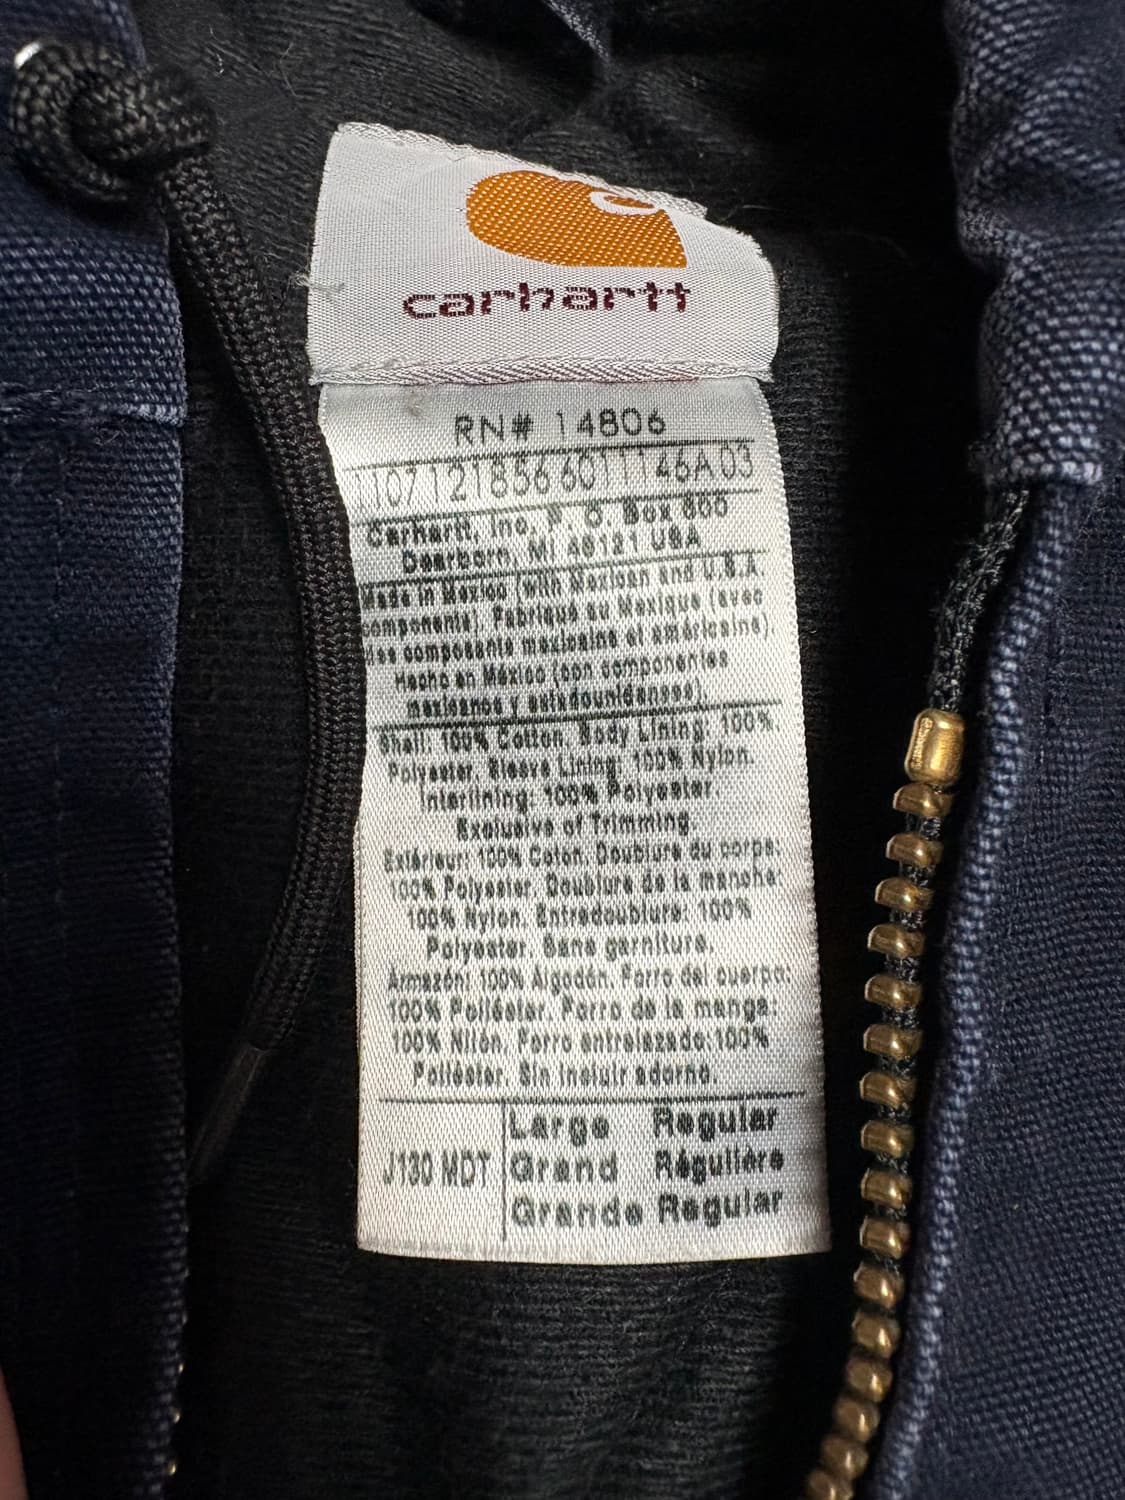 carhartt
RN# 14806
1107 121856 6011 146A 03
Carhartt, Inc. P. O. Box 600
Dearborn, MI 48121 USA
Made in Mexico (with Mexican and U.S.A.
components). Fabriqué au Mexique (avec
des composants mexicains et américains).
Hecho en México (con componentes
mexicanos y estadounidenses).
Shell: 100% Cotton. Body Lining: 100%
Polyester. Sleeve Lining: 100% Nylon.
Interlining: 100% Polyester.
Exclusive of Trimming.
Extérieur: 100% Coton. Doublure du corps:
100% Polyester. Doublure de la manche:
100% Nylon. Entredoublure: 100%
Polyester. Sans garniture.
Armazón: 100% Algodón. Forro del cuerpo:
100% Poliéster. Forro de la manga:
100% Nilón. Forro entrelazado:100%
Poliéster. Sin incluir adorno.
J130 MDT
Large Regular
Grand Régulière
Grande Regular